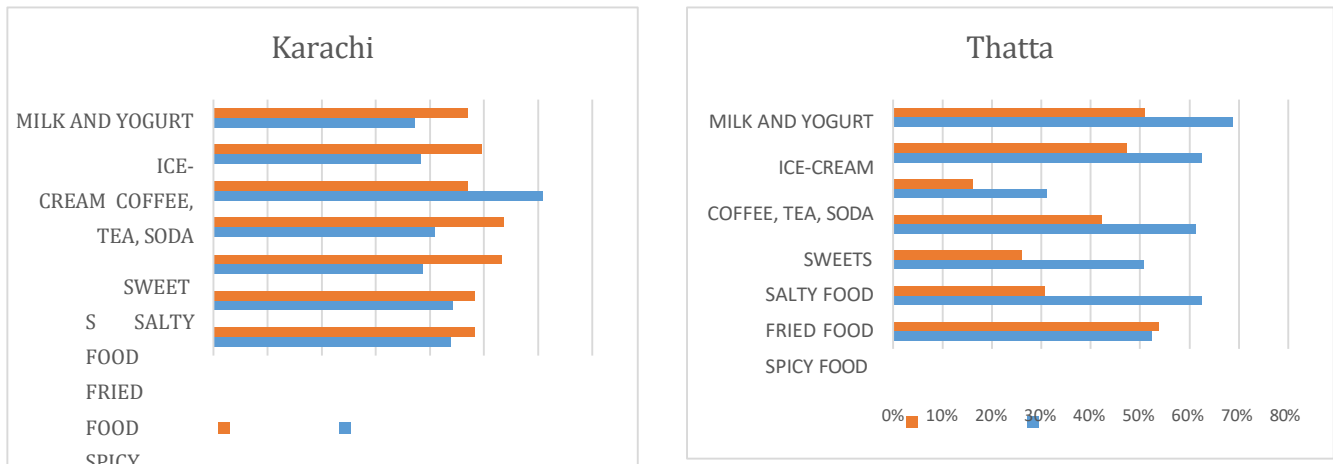 Karachi
MILK AND YOGURT
ICE-
CREAM COFFEE,
TEA, SODA
SWEET
S SALTY
FOOD
FRIED
FOOD
SPICY
Thatta
MILK AND YOGURT
ICE-CREAM
COFFEE, TEA, SODA
SWEETS
SALTY FOOD
FRIED FOOD
SPICY FOOD
0% 10% 20% 30% 40% 50% 60% 70% 80%